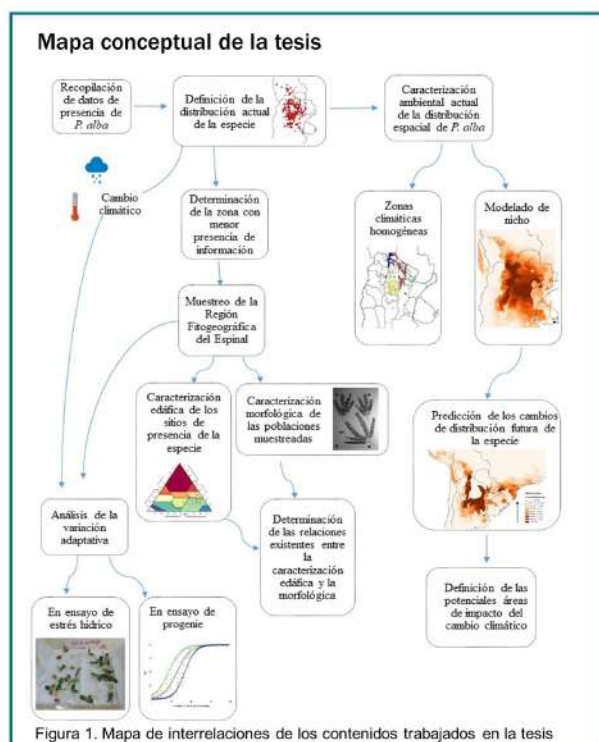 Mapa conceptual de la tesis
Recopilación
de datos de
presencia de
P. alba
Definición de la
distribución actual
de la especie
Caracterización
ambiental actual
de la distribución
espacial de P. alba
Cambio
climático
Determinación
de la zona con
menor
presencia de
información
Zonas
climáticas
homogéneas
Modelado de
nicho
Muestreo de la
Región
Fitogeográfica
del Espinal
Caracterización
edáfica de los
sitios de
presencia de la
especie
Caracterización
morfológica de
las poblaciones
muestreadas
Predicción de los cambios
de distribución futura de
la especie
Análisis de la
variación
adaptativa
Determinación
de las relaciones
existentes entre
la
caracterización
edáfica y la
morfológica
Definición de las
potenciales áreas
de impacto del
cambio climático
En ensayo de
estrés hídrico
En ensayo de
progenie
Figura 1. Mapa de interrelaciones de los contenidos trabajados en la tesis